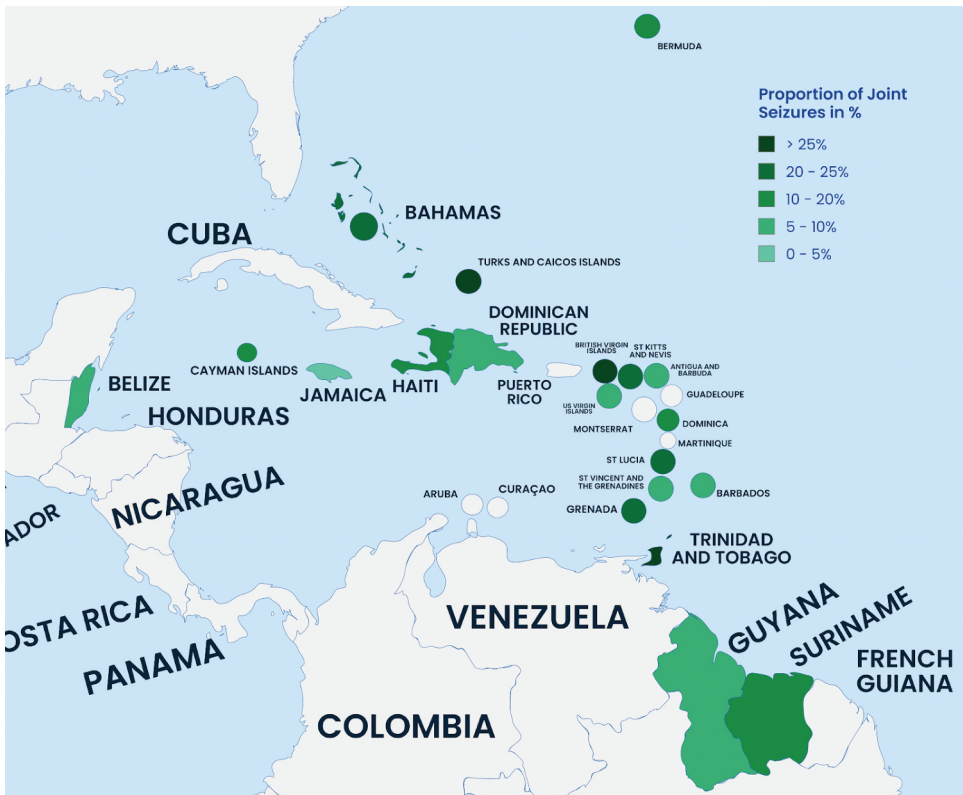 BERMUDA
Proportion of Joint
Seizures in %
> 25%
20 - 25%
10 - 20%
5 - 10%
0 - 5%
BAHAMAS
CUBA
TURKS AND CAICOS ISLANDS
DOMINICAN
REPUBLIC
BRITISH VIRGIN
ISLANDS
ST KITTS
AND NEVIS
ANTIGUA AND
BARBUDA
CAYMAN ISLANDS
BELIZE
JAMAICA
HAITI
PUERTO
RICO
US VIRGIN
ISLANDS
GUADELOUPE
HONDURAS
MONTSERRAT
DOMINICA
MARTINIQUE
ST LUCIA
NICARAGUA
ST VINCENT AND
THE GRENADINES
ARUBA
CURAÇAO
BARBADOS
GRENADA
ADOR
TRINIDAD
AND TOBAGO
OSTA RICA
VENEZUELA
GUYANA
SURINAME
PANAMA
FRENCH
GUIANA
COLOMBIA